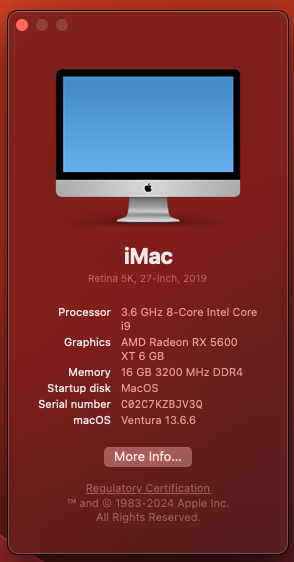 iMac
Retina 5K, 27-inch, 2019
Processor 3.6 GHz 8-Core Intel Core
i9
Graphics AMD Radeon RX 5600
XT 6 GB
Memory 16 GB 3200 MHz DDR4
Startup disk MacOS
Serial number C02C7KZBJV3Q
macOS Ventura 13.6.6
More Info...
Regulatory Certification
™ and © 1983-2024 Apple Inc.
All Rights Reserved.